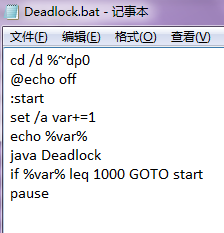 Deadlock.bat - 记事本
文件(F) 编辑(E) 格式(O) 查看(V)
cd /d %~dp0
@echo off
:start
set /a var+=1
echo %var%
java Deadlock
if %var% leq 1000 GOTO start
pause